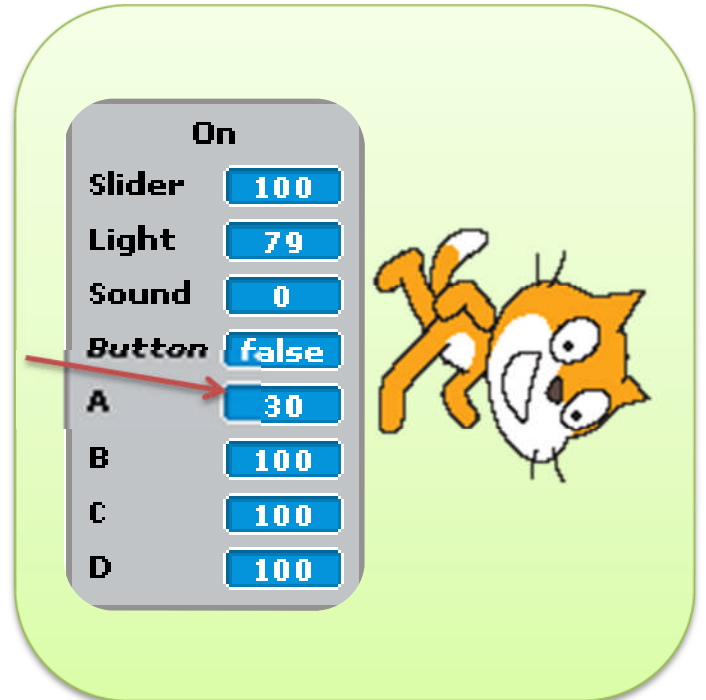 On
Slider 100
Light 79
Sound 0
Button false
A 30
B 100
C 100
D 100